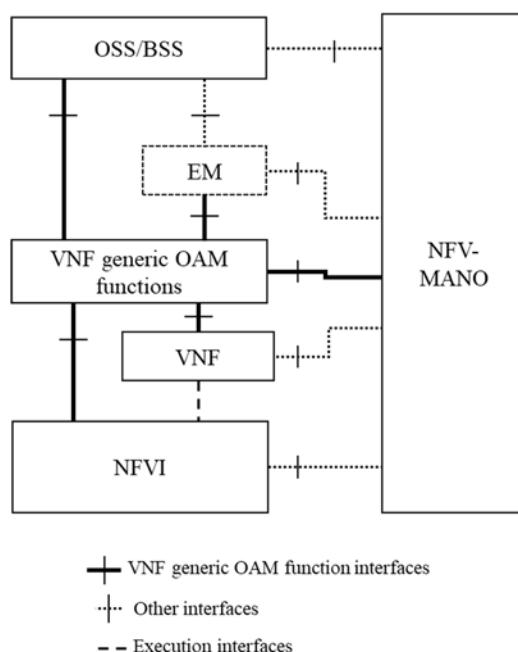 OSS/BSS
EM
VNF generic OAM
functions
NFV-
MANO
VNF
NFVI
VNF generic OAM function interfaces
Other interfaces
Execution interfaces